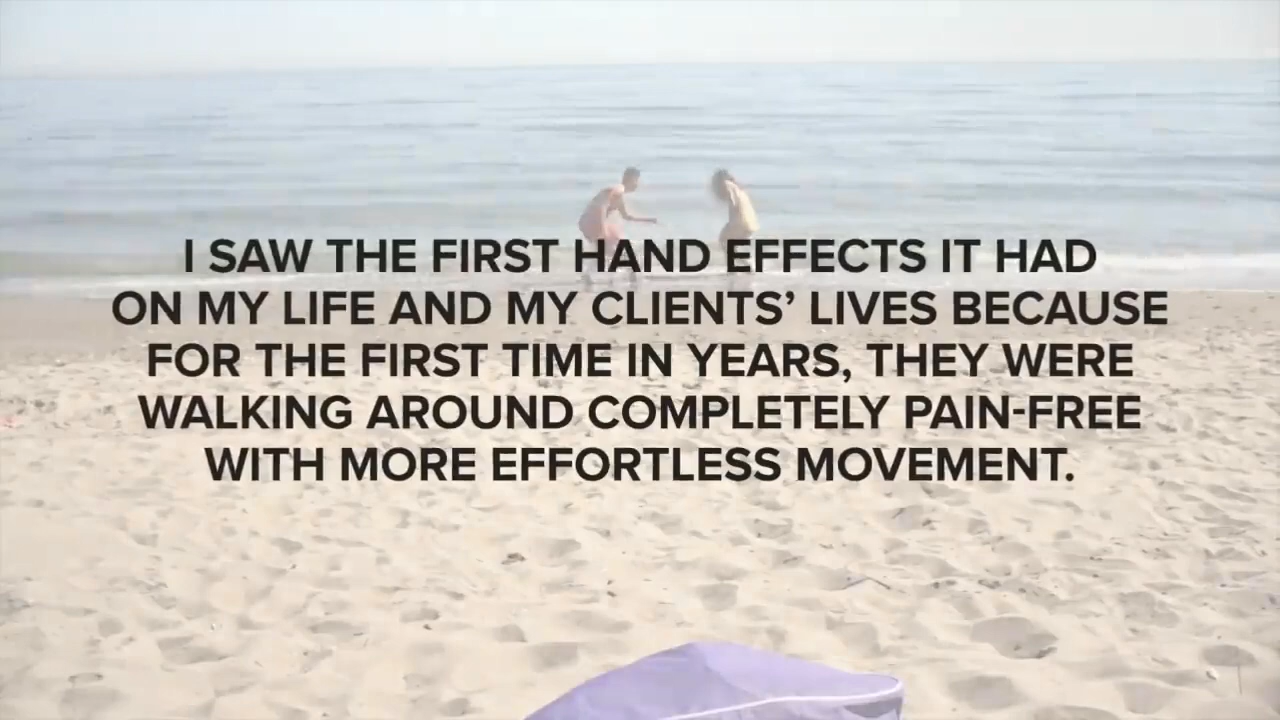 I SAW THE FIRST HAND EFFECTS IT HAD
ON MY LIFE AND MY CLIENTS’ LIVES BECAUSE
FOR THE FIRST TIME IN YEARS, THEY WERE
WALKING AROUND COMPLETELY PAIN-FREE
WITH MORE EFFORTLESS MOVEMENT.